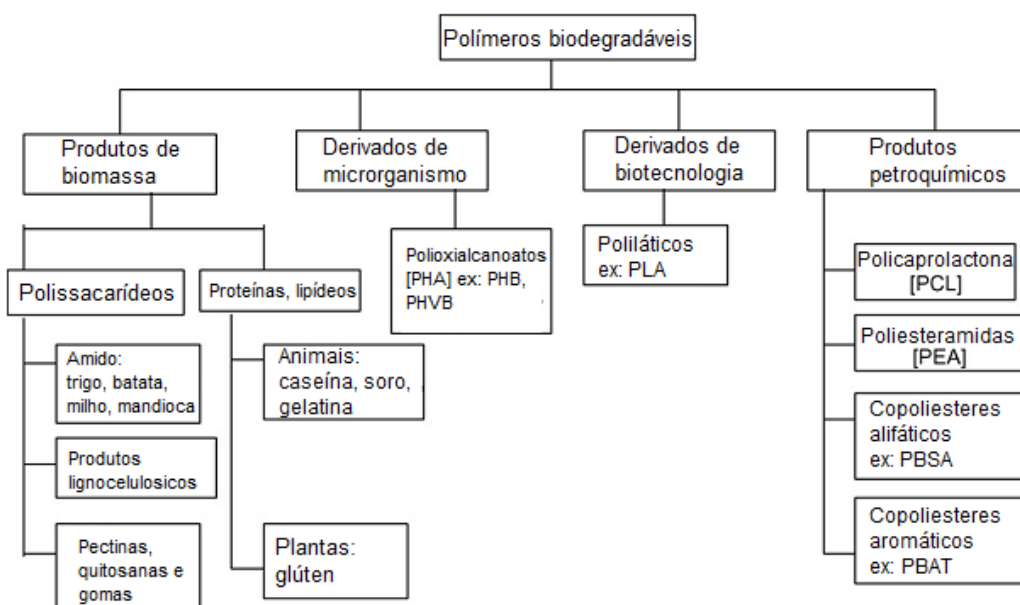 Polímeros biodegradáveis
Produtos de
biomassa
Derivados de
microrganismo
Derivados de
biotecnologia
Produtos
petroquímicos
Polissacarídeos
Proteínas, lipídeos
Polioxialcanoatos
[PHA] ex: PHB,
PHVB
Poliláticos
ex: PLA
Policaprolactona
[PCL]
Poliesteramidas
[PEA]
Copoliesteres
alifáticos
ex: PBSA
Copoliesteres
aromáticos
ex: PBAT
Amido:
trigo, batata,
milho, mandioca
Produtos
lignocelulosicos
Pectinas,
quitosanas e
gomas
Animais:
caseína, soro,
gelatina
Plantas:
glúten